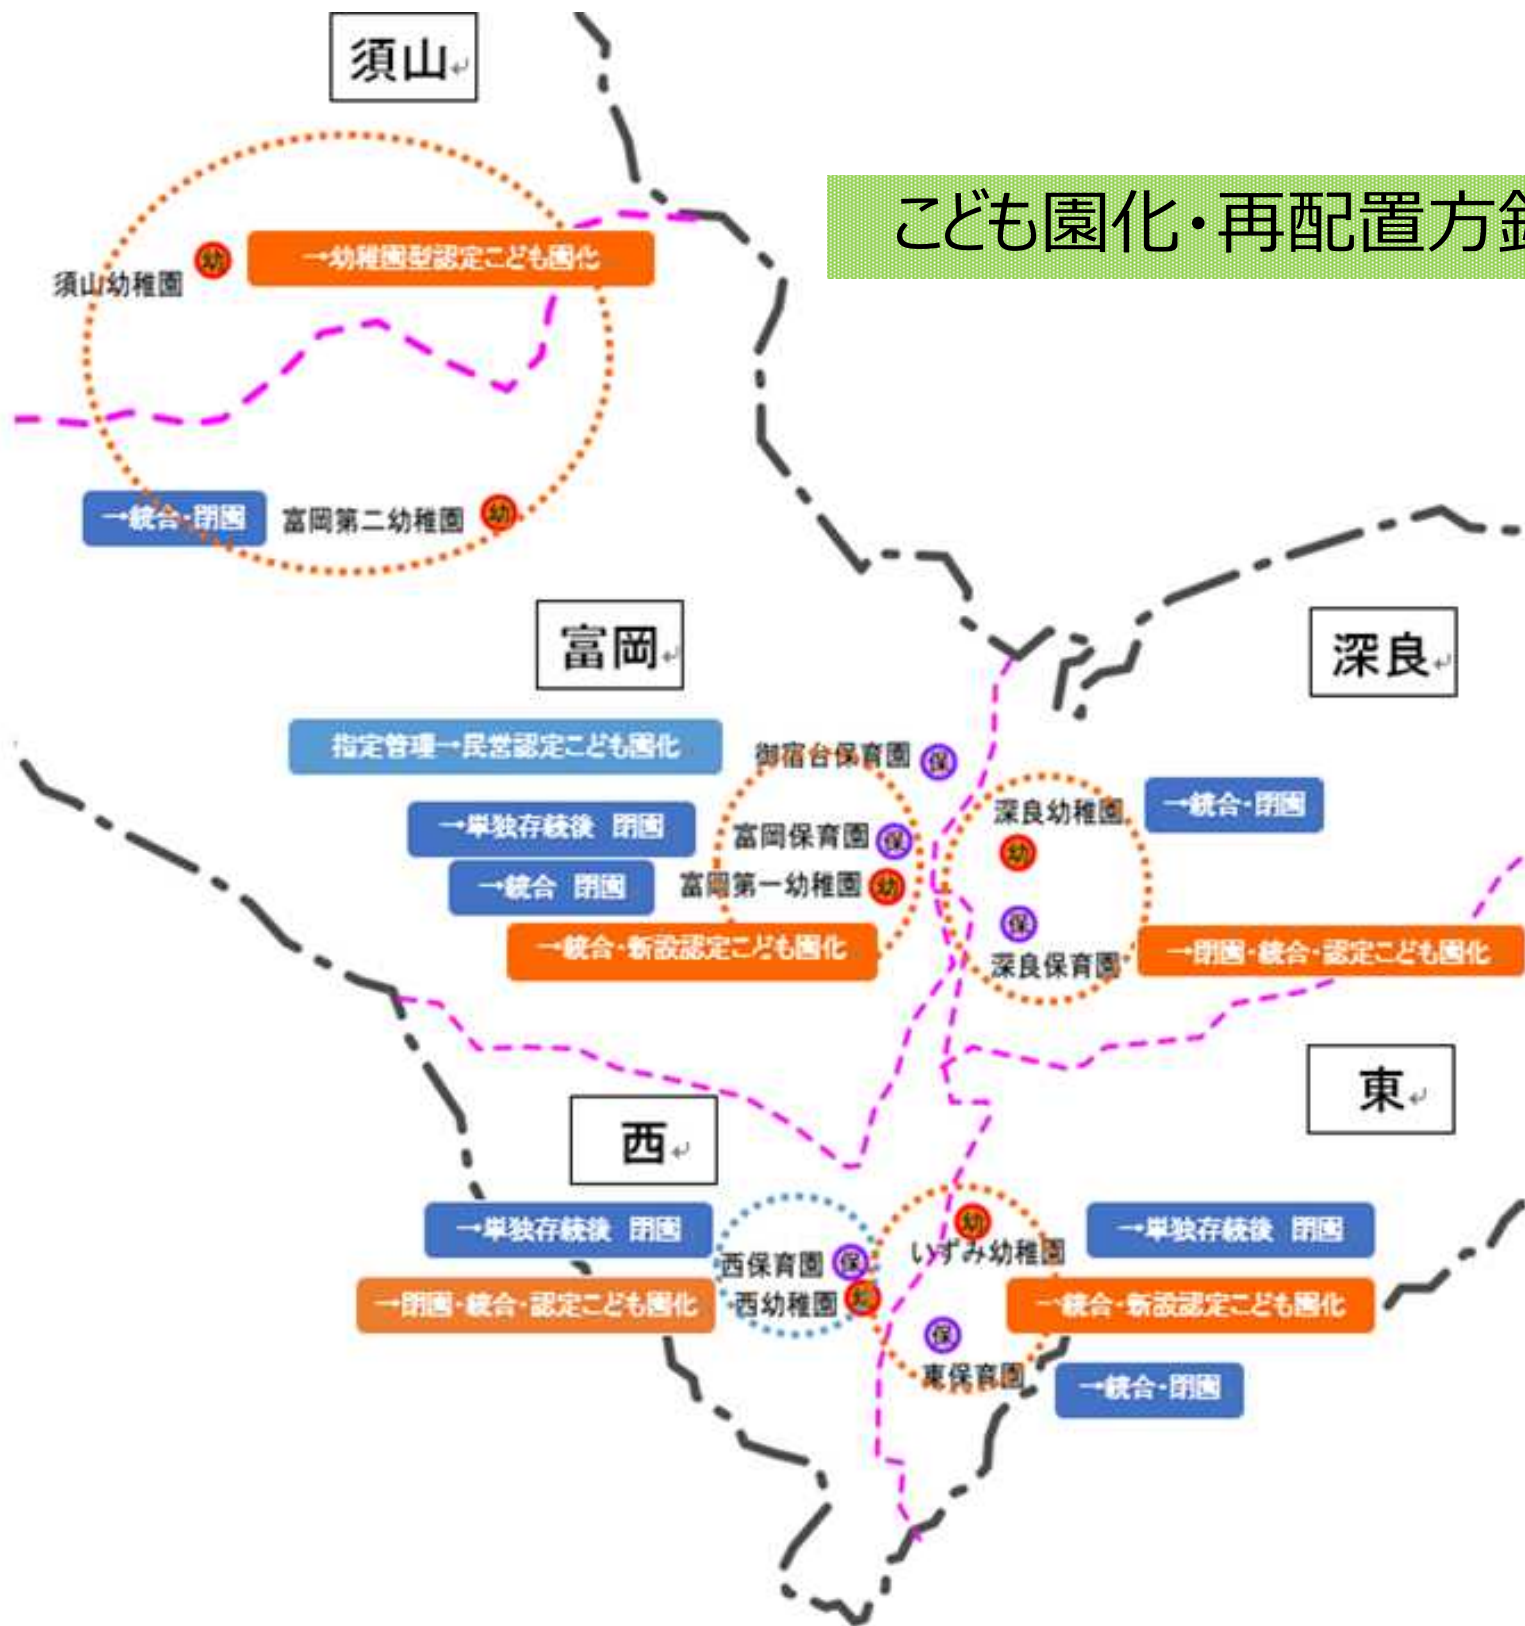 須山
こども園化・再配置方針
幼
→幼稚園型認定こども園化
須山幼稚園
→統合・閉園
富岡第二幼稚園
幼
富岡
深良
指定管理→民営認定こども園化
御宿台保育園
保
→単独存続後 閉園
富岡保育園
保
→統合 閉園
富岡第一幼稚園
幼
→統合・新設認定こども園化
深良幼稚園
幼
→統合・閉園
保
深良保育園
→閉園・統合・認定こども園化
東
西
→単独存続後 閉園
西保育園
保
→閉園・統合・認定こども園化
西幼稚園
幼
幼
いずみ幼稚園
→単独存続後 閉園
→統合・新設認定こども園化
保
東保育園
→統合・閉園